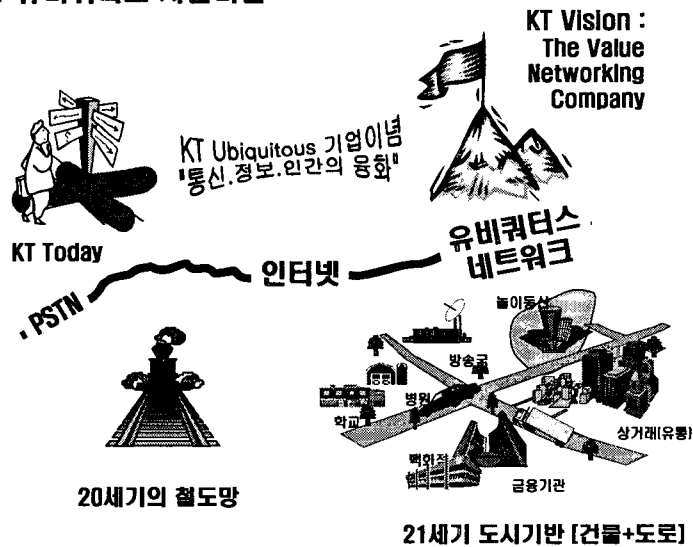 KT Vision :
The Value
Networking
Company
KT Ubiquitous 기업이념
"통신.정보.인간의 융화"
KT Today
. PSTN
인터넷
유비쿼터스
네트워크
놀이동산
방송국
병원
학교
상거래(유통)
백화점
금융기관
20세기의 철도망
21세기 도시기반 [건물+도로]